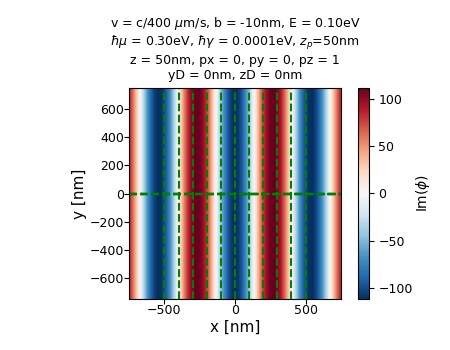 v = c/400 μm/s, b = -10nm, E = 0.10eV
ℏμ = 0.30eV, ℏγ = 0.0001eV, zₚ=50nm
z = 50nm, px = 0, py = 0, pz = 1
yD = 0nm, zD = 0nm
600
400
200
0
−200
−400
−600
y [nm]
−500
0
500
x [nm]
100
50
0
−50
−100
Im(ϕ)